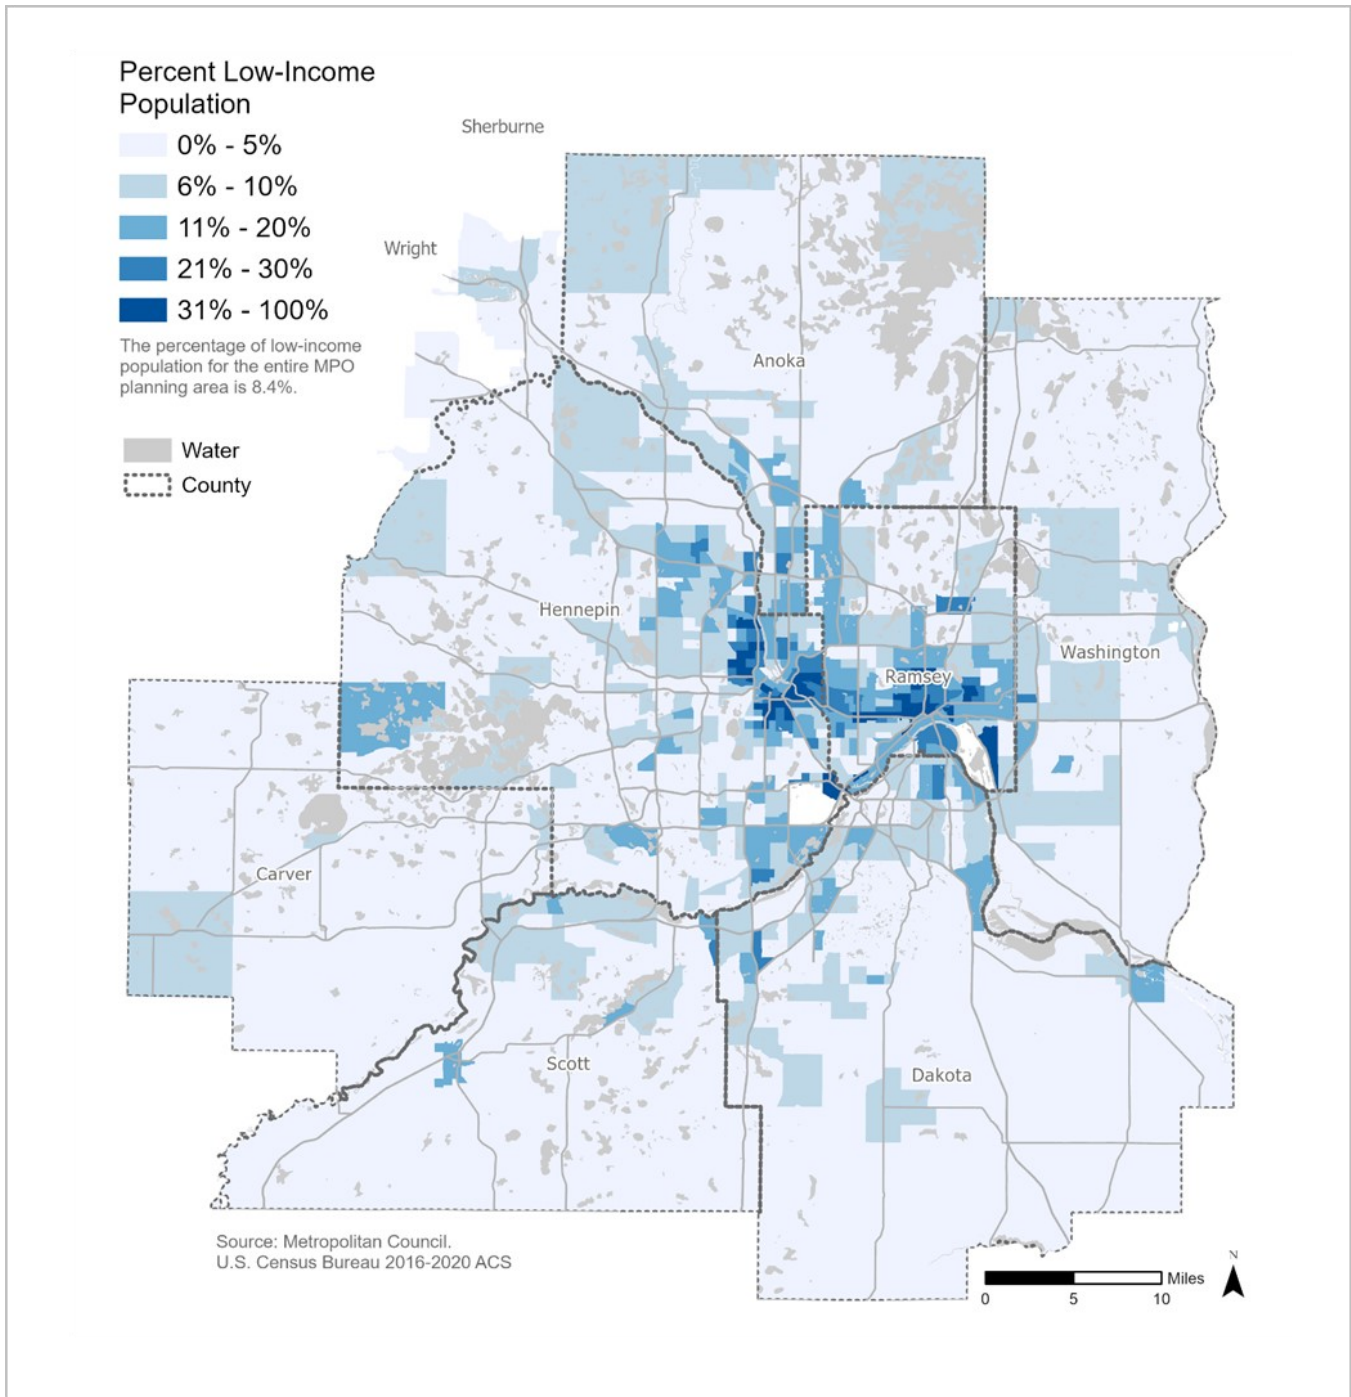 Percent Low-Income
Population
0% - 5%
6% - 10%
11% - 20%
21% - 30%
31% - 100%
The percentage of low-income
population for the entire MPO
planning area is 8.4%.
Water
County
Sherburne
Wright
Anoka
Hennepin
Washington
Ramsey
Carver
Scott
Dakota
Source: Metropolitan Council.
U.S. Census Bureau 2016-2020 ACS
N
Miles
0 5 10